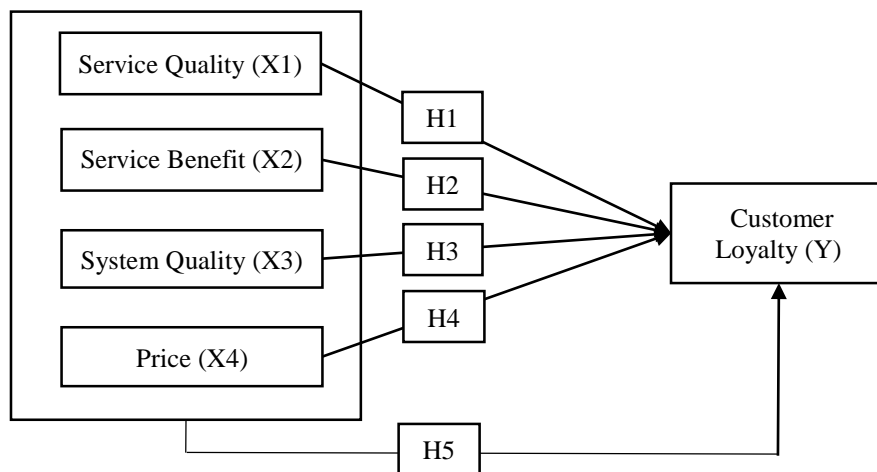 Service Quality (X1)
H1
Service Benefit (X2)
H2
Customer
Loyalty (Y)
System Quality (X3)
H3
H4
Price (X4)
H5